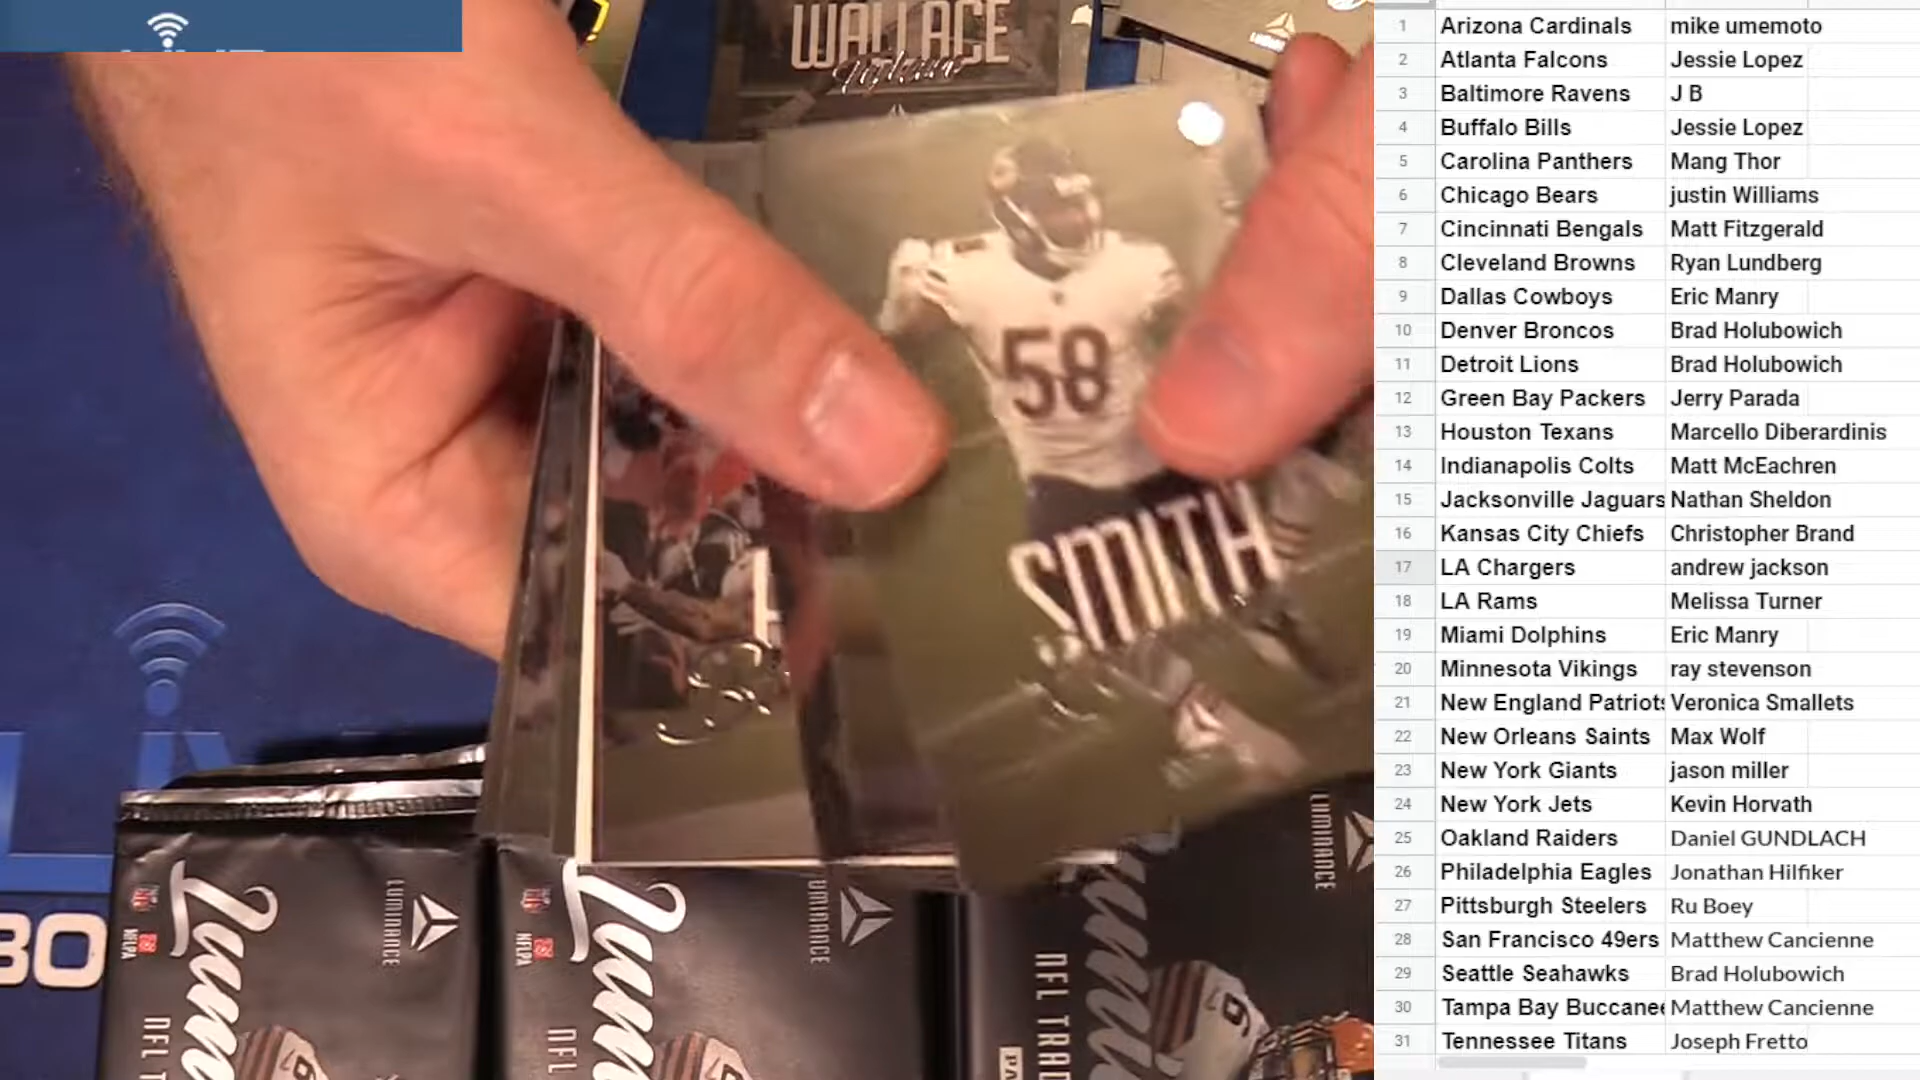 WALLACE
58
SMITH
LUMINANCE
LUMINANCE
LUMINANCE
NFL
NFLPA
NFLPA
NFL
NFL TRAD
BO
1 Arizona Cardinals mike umemoto
2 Atlanta Falcons Jessie Lopez
3 Baltimore Ravens J B
4 Buffalo Bills Jessie Lopez
5 Carolina Panthers Mang Thor
6 Chicago Bears justin Williams
7 Cincinnati Bengals Matt Fitzgerald
8 Cleveland Browns Ryan Lundberg
9 Dallas Cowboys Eric Manry
10 Denver Broncos Brad Holubowich
11 Detroit Lions Brad Holubowich
12 Green Bay Packers Jerry Parada
13 Houston Texans Marcello Diberardinis
14 Indianapolis Colts Matt McEachren
15 Jacksonville Jaguars Nathan Sheldon
16 Kansas City Chiefs Christopher Brand
17 LA Chargers andrew jackson
18 LA Rams Melissa Turner
19 Miami Dolphins Eric Manry
20 Minnesota Vikings ray stevenson
21 New England Patriots Veronica Smallets
22 New Orleans Saints Max Wolf
23 New York Giants jason miller
24 New York Jets Kevin Horvath
25 Oakland Raiders Daniel GUNDLACH
26 Philadelphia Eagles Jonathan Hilfiker
27 Pittsburgh Steelers Ru Boey
28 San Francisco 49ers Matthew Cancienne
29 Seattle Seahawks Brad Holubowich
30 Tampa Bay Buccanee Matthew Cancienne
31 Tennessee Titans Joseph Fretto